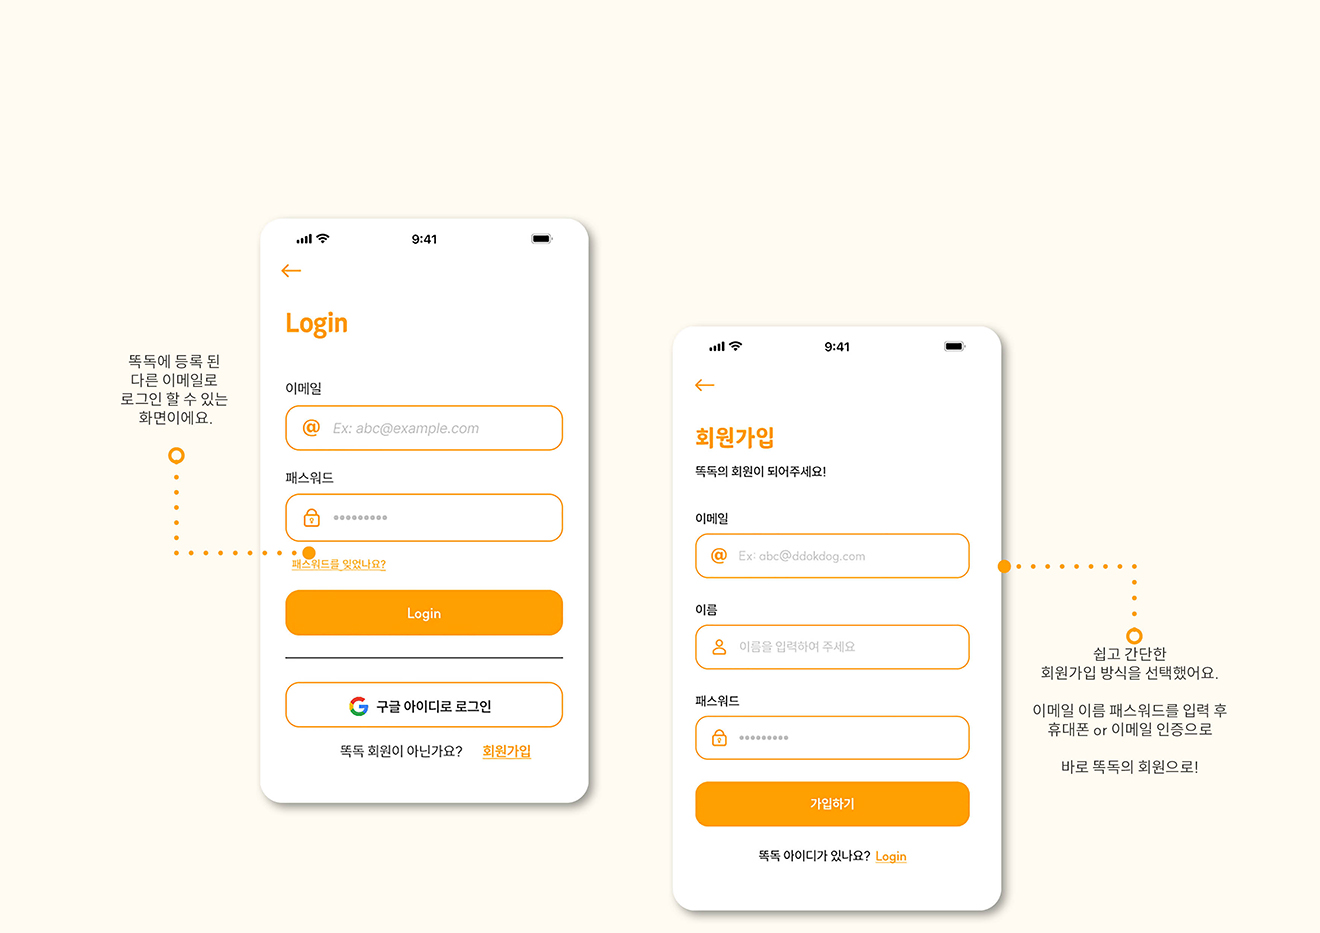 똑독에 등록 된
다른 이메일로
로그인 할 수 있는
화면이에요.
9:41
Login
이메일
Ex: abc@example.com
패스워드
패스워드를 잊었나요?
Login
구글 아이디로 로그인
똑독 회원이 아닌가요? 회원가입
9:41
회원가입
똑독의 회원이 되어주세요!
이메일
Ex: abc@ddokdog.com
이름
이름을 입력하여 주세요
패스워드
가입하기
똑독 아이디가 있나요? Login
쉽고 간단한
회원가입 방식을 선택했어요.
이메일 이름 패스워드를 입력 후
휴대폰 or 이메일 인증으로
바로 똑독의 회원으로!